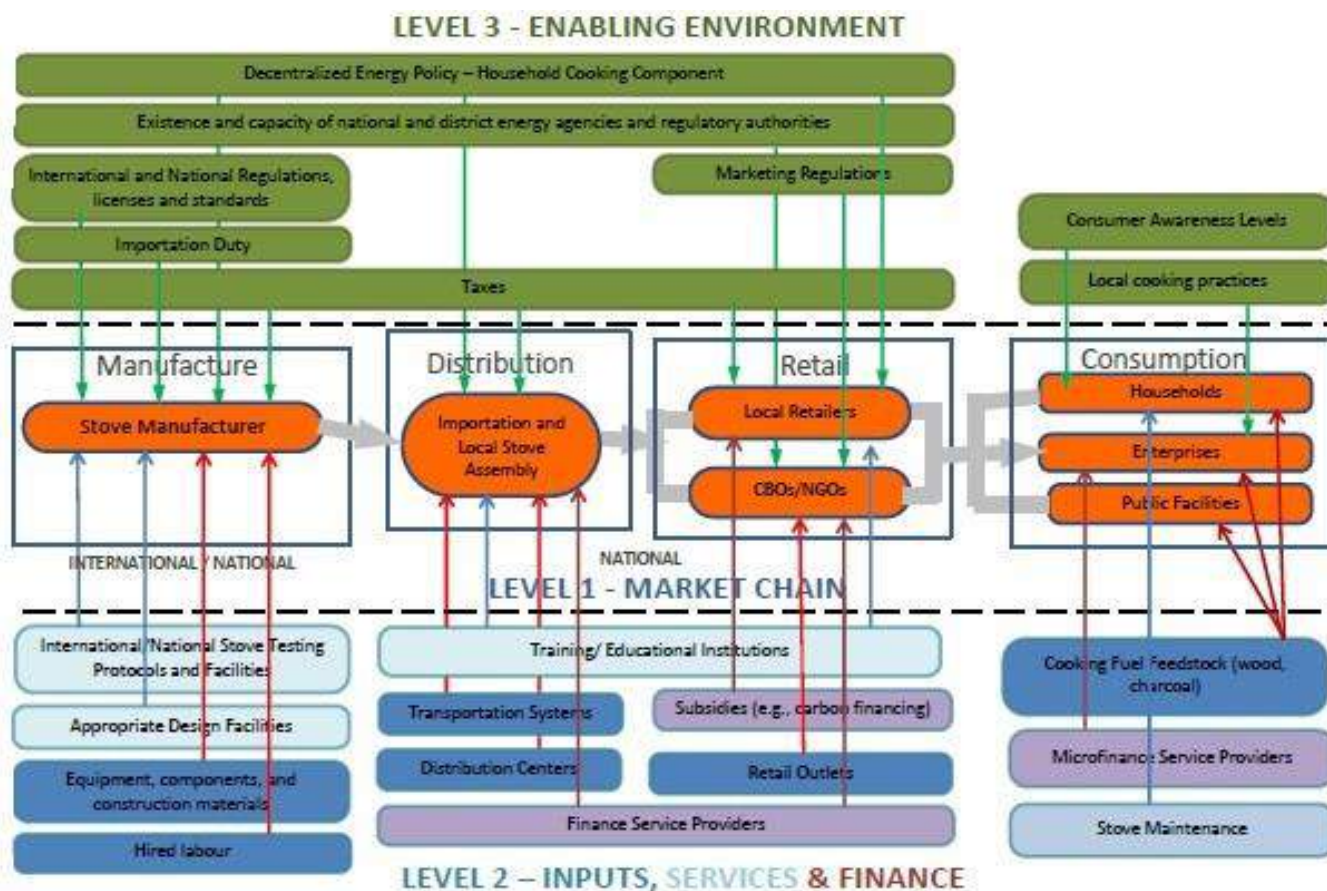 LEVEL 3 - ENABLING ENVIRONMENT
Decentralized Energy Policy – Household Cooking Component
Existence and capacity of national and district energy agencies and regulatory authorities
International and National Regulations,
licenses and standards
Marketing Regulations
Importation Duty
Consumer Awareness Levels
Local cooking practices
Taxes
Manufacture
Stove Manufacturer
INTERNATIONAL / NATIONAL
Distribution
Importation and
Local Stove
Assembly
Retail
Local Retailers
CBOs/NGOs
NATIONAL
Consumption
Households
Enterprises
Public Facilities
LEVEL 1 - MARKET CHAIN
International/National Stove Testing
Protocols and Facilities
Appropriate Design Facilities
Equipment, components, and
construction materials
Hired labour
Training/ Educational Institutions
Transportation Systems
Distribution Centers
Subsidies (e.g., carbon financing)
Retail Outlets
Finance Service Providers
Cooking Fuel Feedstock (wood,
charcoal)
Microfinance Service Providers
Stove Maintenance
LEVEL 2 – INPUTS, SERVICES & FINANCE